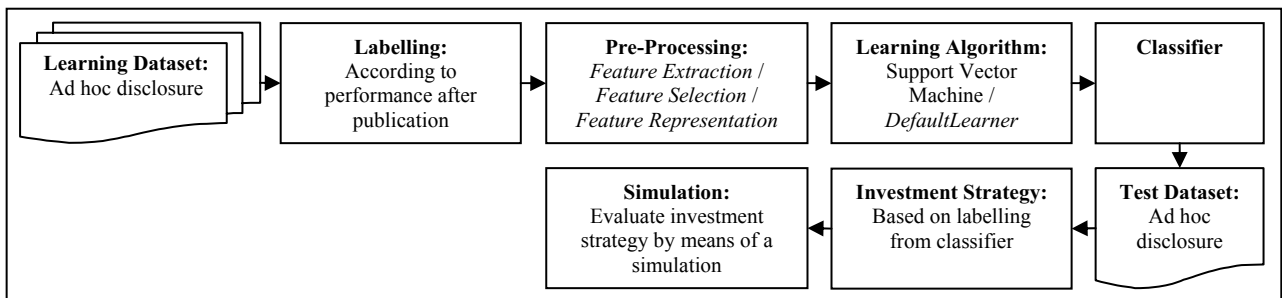 Learning Dataset:
Ad hoc disclosure
Labelling:
According to
performance after
publication
Pre-Processing:
Feature Extraction /
Feature Selection /
Feature Representation
Learning Algorithm:
Support Vector
Machine /
DefaultLearner
Classifier
Simulation:
Evaluate investment
strategy by means of a
simulation
Investment Strategy:
Based on labelling
from classifier
Test Dataset:
Ad hoc
disclosure